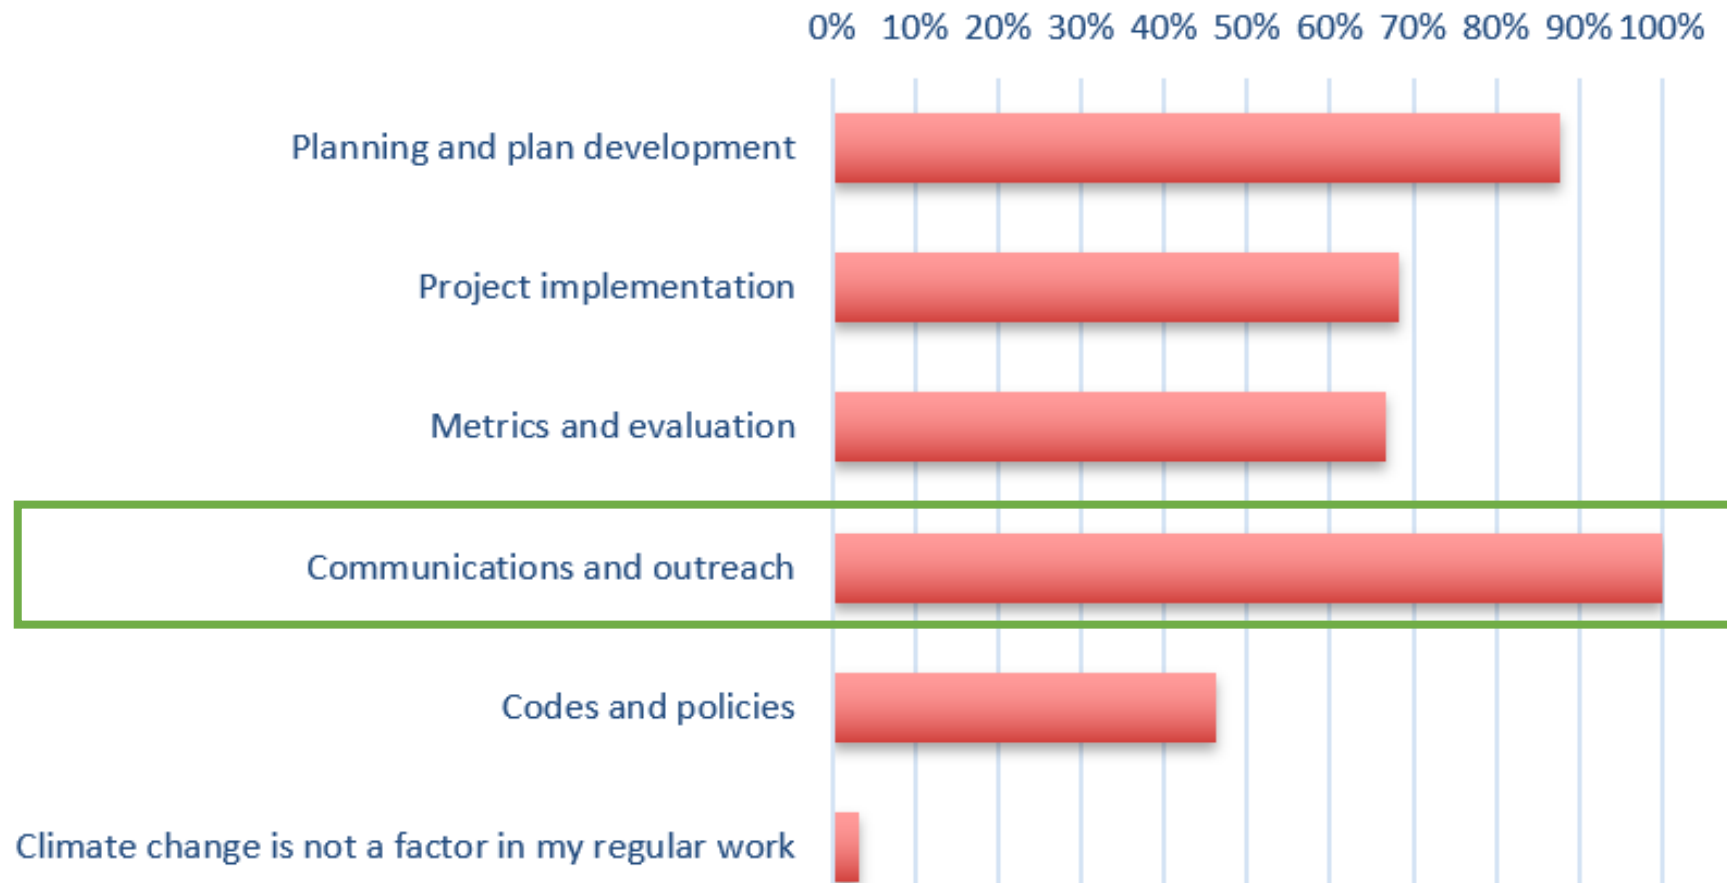 0% 10% 20% 30% 40% 50% 60% 70% 80% 90% 100%
Planning and plan development
Project implementation
Metrics and evaluation
Communications and outreach
Codes and policies
Climate change is not a factor in my regular work